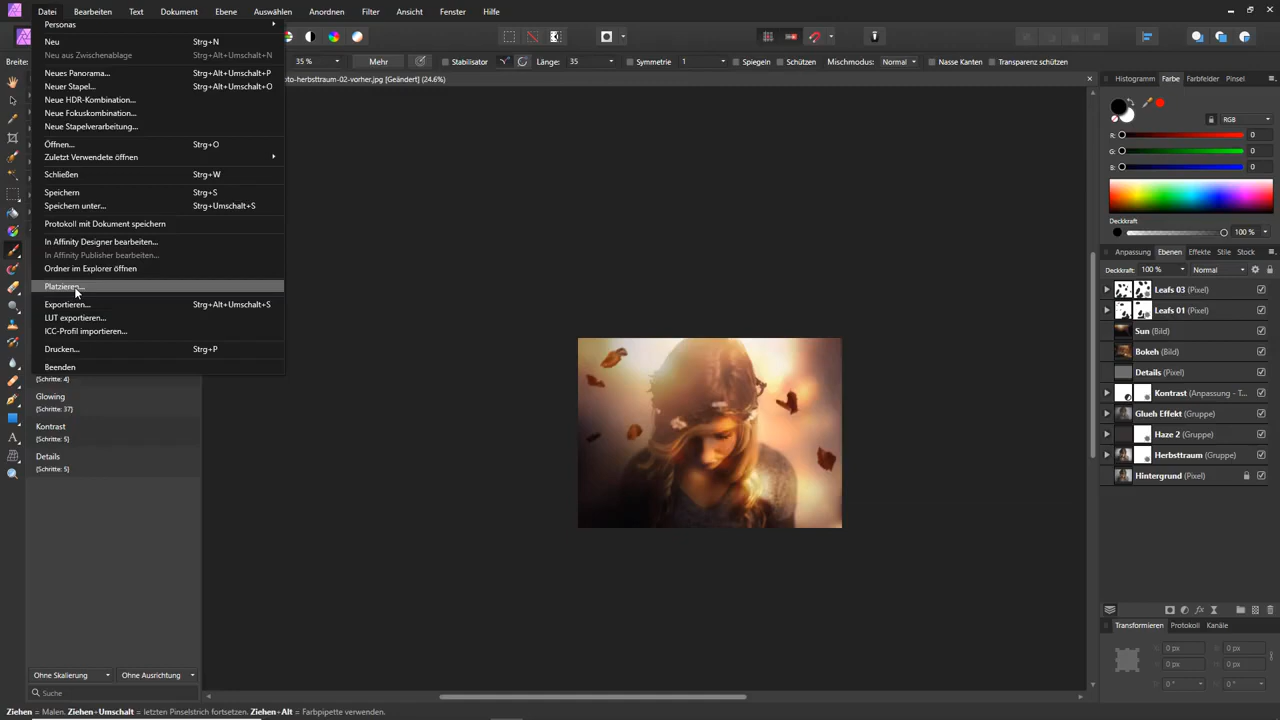 Datei Bearbeiten Text Dokument Ebene Auswählen Anordnen Filter Ansicht Fenster Hilfe
Personas
Neu Strg+N
Neu aus Zwischenablage Strg+Alt+Umschalt+N
Neues Panorama... Strg+Alt+Umschalt+P
Neuer Stapel... Strg+Alt+Umschalt+O
Neue HDR-Kombination...
Neue Fokuskombination...
Neue Stapelverarbeitung...
Öffnen... Strg+O
Zuletzt Verwendete öffnen
Schließen Strg+W
Speichern Strg+S
Speichern unter... Strg+Umschalt+S
Protokoll mit Dokument speichern
In Affinity Designer bearbeiten...
In Affinity Publisher bearbeiten...
Ordner im Explorer öffnen
Platzieren...
Exportieren... Strg+Alt+Umschalt+S
LUT exportieren...
ICC-Profil importieren...
Drucken... Strg+P
Beenden
Breite:
35 % Mehr Stabilisator Länge: 35 Symmetrie 1 Spiegeln Schützen Mischmodus: Normal Nasse Kanten Transparenz schützen
oto-herbsttraum-02-vorher.jpg [Geändert] (24.6%)
(Schritte: 4)
Glowing
(Schritte: 37)
Kontrast
(Schritte: 5)
Details
(Schritte: 5)
Ohne Skalierung Ohne Ausrichtung
Suche
Histogramm Farbe Farbfelder Pinsel
RGB
R: 0
G: 0
B: 0
Deckkraft
100 %
Anpassung Ebenen Effekte Stile Stock
Deckkraft: 100 % Normal
Leafs 03 (Pixel)
Leafs 01 (Pixel)
Sun (Bild)
Bokeh (Bild)
Details (Pixel)
Kontrast (Anpassung - T...
Glueh Effekt (Gruppe)
Haze 2 (Gruppe)
Herbsttraum (Gruppe)
Hintergrund (Pixel)
Transformieren Protokoll Kanäle
X: 0 px B: 0 px
Y: 0 px H: 0 px
0 ° 0 °
Ziehen = Malen. Ziehen+Umschalt = letzten Pinselstrich fortsetzen. Ziehen+Alt = Farbpipette verwenden.